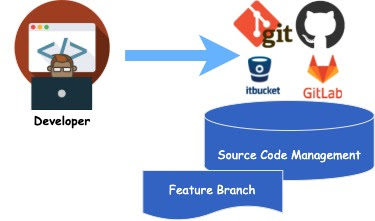 git
itbucket
GitLab
Developer
Source Code Management
Feature Branch